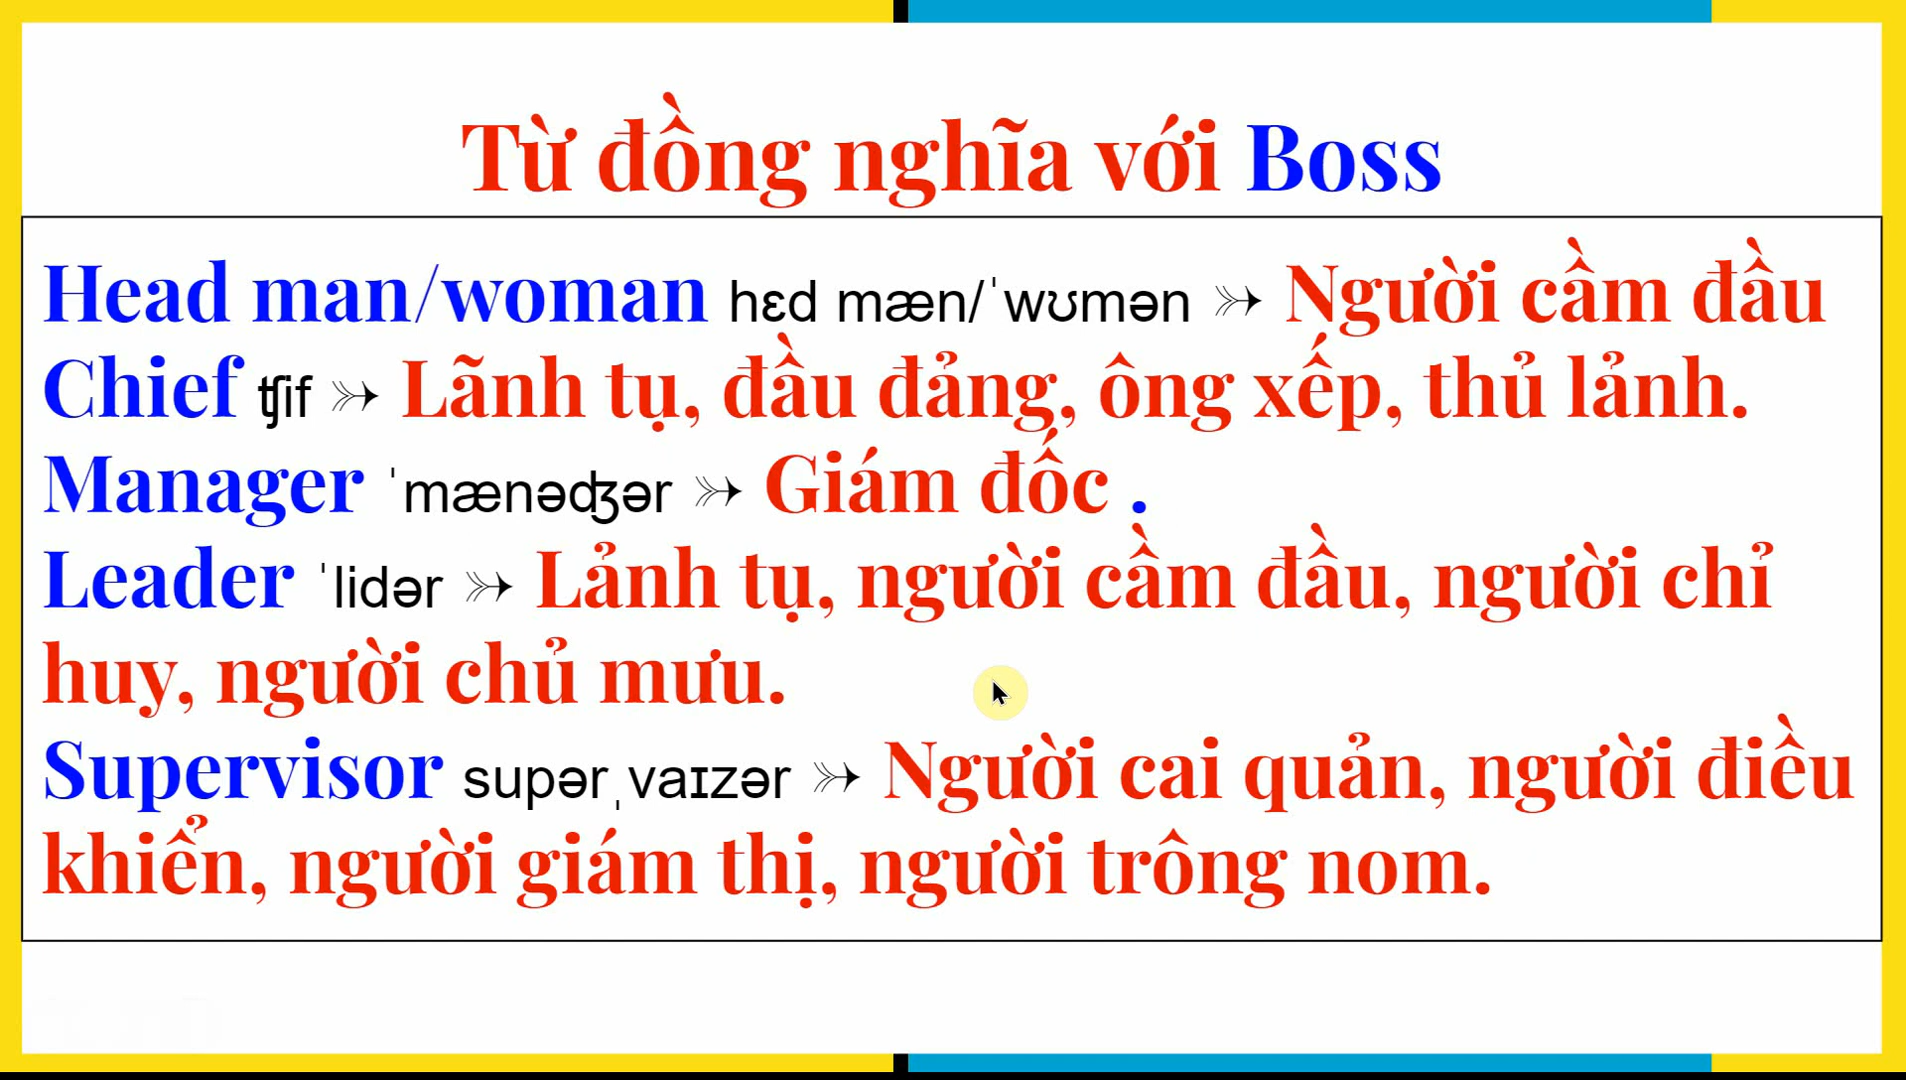 Từ đồng nghĩa với Boss
Head man/woman hɛd mæn/ˈwʊmən ➳ Người cầm đầu
Chief ʧif ➳ Lãnh tụ, đầu đảng, ông xếp, thủ lảnh.
Manager ˈmænəʤər ➳ Giám đốc .
Leader ˈlidər ➳ Lảnh tụ, người cầm đầu, người chỉ
huy, người chủ mưu.
Supervisor supərˌvaɪzər ➳ Người cai quản, người điều
khiển, người giám thị, người trông nom.